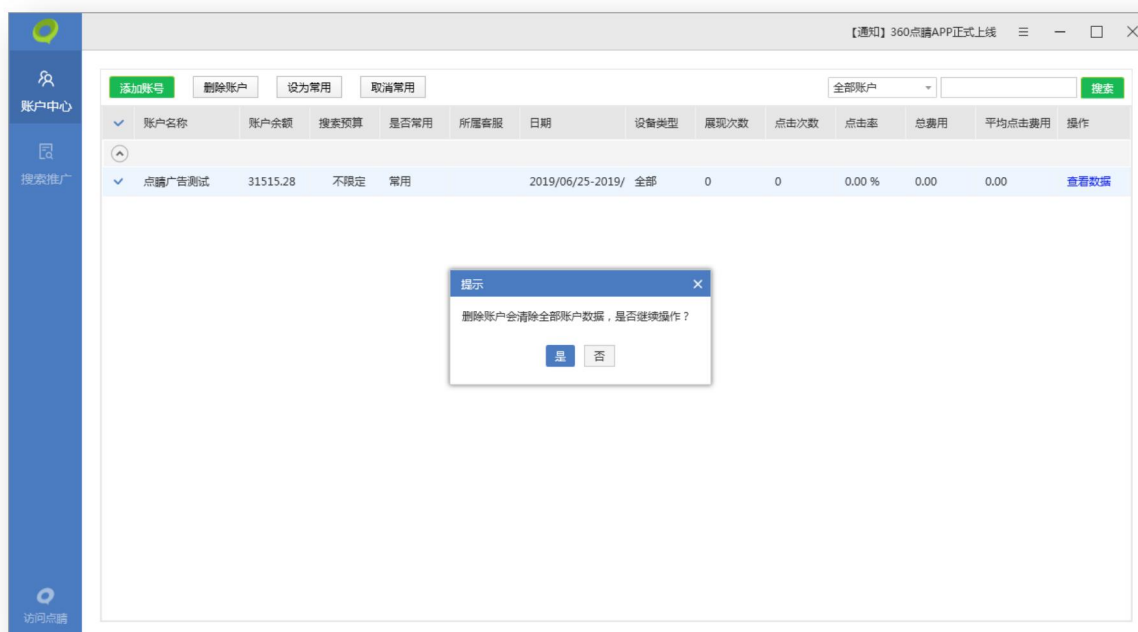 【通知】360点睛APP正式上线
账户中心
搜索推广
访问点睛
添加账号 删除账户 设为常用 取消常用 全部账户 搜索
账户名称 账户余额 搜索预算 是否常用 所属客服 日期 设备类型 展现次数 点击次数 点击率 总费用 平均点击费用 操作
点睛广告测试 31515.28 不限定 常用 2019/06/25-2019/ 全部 0 0 0.00 % 0.00 0.00 查看数据
提示
删除账户会清除全部账户数据，是否继续操作？
是 否